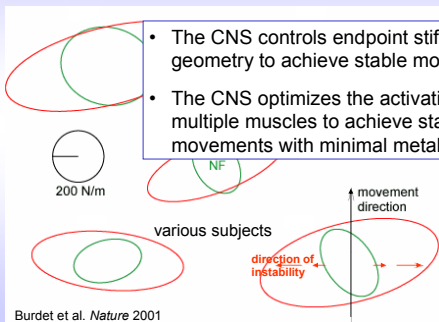 • The CNS controls endpoint stif
geometry to achieve stable mo
• The CNS optimizes the activati
multiple muscles to achieve sta
movements with minimal metal
NF
200 N/m
movement
direction
various subjects
direction of
instability
Burdet et al. Nature 2001